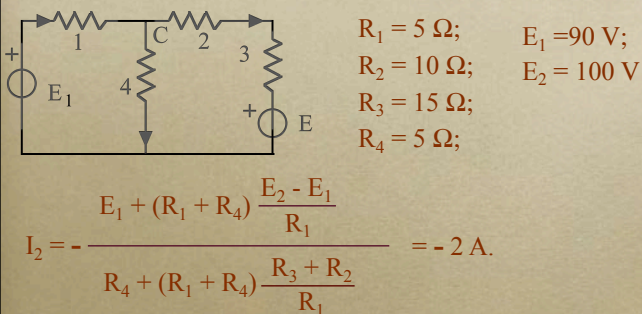 1 C 2
3
+
E₁
4
+
E
R₁ = 5 Ω;
R₂ = 10 Ω;
R₃ = 15 Ω;
R₄ = 5 Ω;
E₁ =90 V;
E₂ = 100 V
I₂ = - (E₁ + (R₁ + R₄) (E₂ - E₁)/R₁) / (R₄ + (R₁ + R₄) (R₃ + R₂)/R₁) = - 2 A.